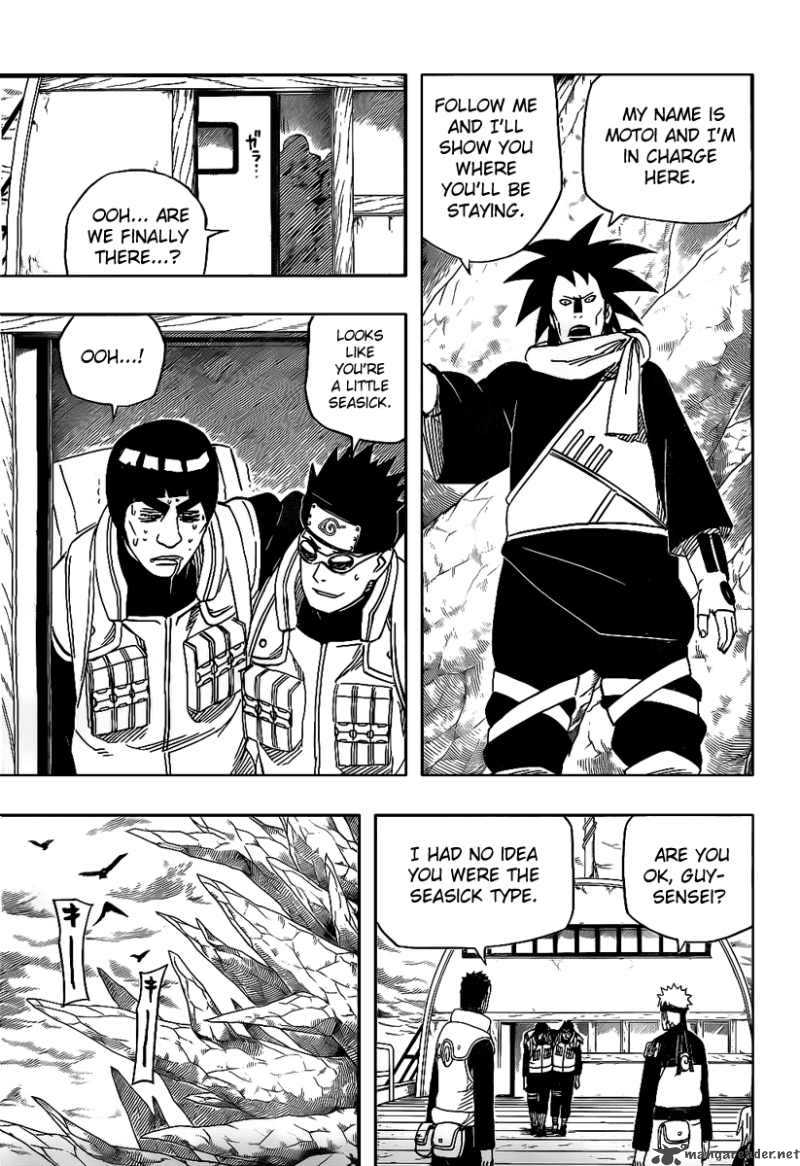 MY NAME IS
MOTOI AND I'M
IN CHARGE
HERE.
FOLLOW ME
AND I'LL
SHOW YOU
WHERE
YOU'LL BE
STAYING.
ガラ…
OOH... ARE
WE FINALLY
THERE...?
LOOKS
LIKE
YOU'RE
A LITTLE
SEASICK.
OOH...!
ARE YOU
OK, GUY-
SENSEI?
I HAD NO IDEA
YOU WERE THE
SEASICK TYPE.
キー
キー
mangareader.net